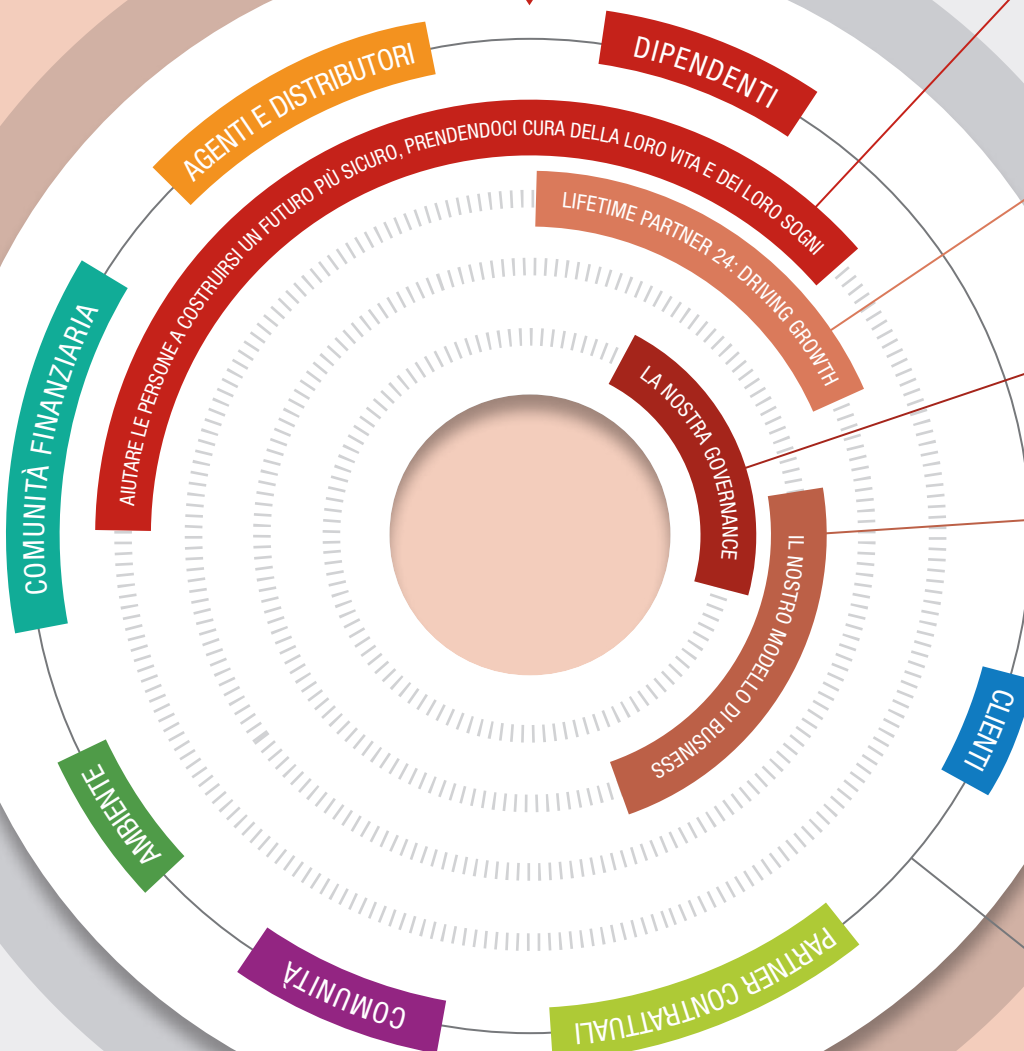 AGENTI E DISTRIBUTORI
DIPENDENTI
AIUTARE LE PERSONE A COSTRUIRSI UN FUTURO PIÙ SICURO, PRENDENDOCI CURA DELLA LORO VITA E DEI LORO SOGNI
LIFETIME PARTNER 24: DRIVING GROWTH
COMUNITÀ FINANZIARIA
LA NOSTRA GOVERNANCE
IL NOSTRO MODELLO DI BUSINESS
CLIENTI
AMBIENTE
PARTNER CONTRATTUALI
COMUNITÀ